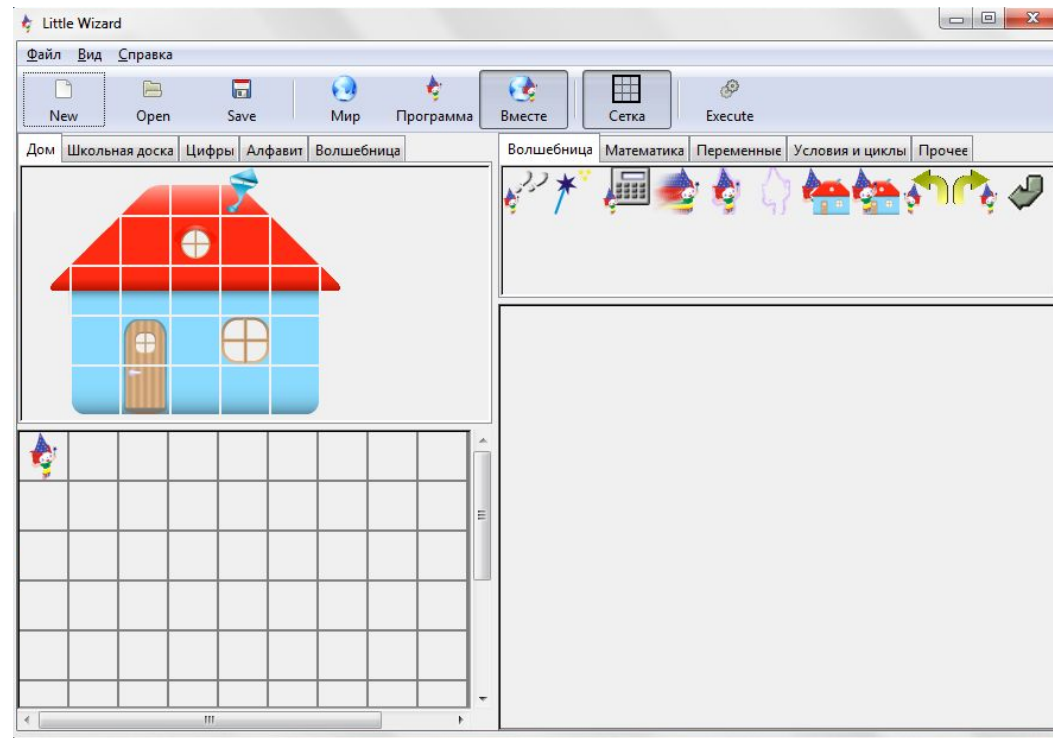 Little Wizard
Файл Вид Справка
New Open Save Мир Программа Вместе Сетка Execute
Дом Школьная доска Цифры Алфавит Волшебница
Волшебница Математика Переменные Условия и циклы Прочее